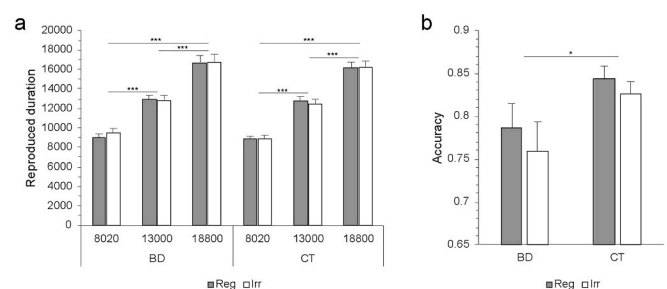 a
b
Reproduced duration
20000
18000
16000
14000
12000
10000
8000
6000
4000
2000
0
***
***
***
***
***
***
8020 13000 18800 8020 13000 18800
BD CT
Reg Irr
Accuracy
0.9
0.85
0.8
0.75
0.7
0.65
*
BD CT
Reg Irr